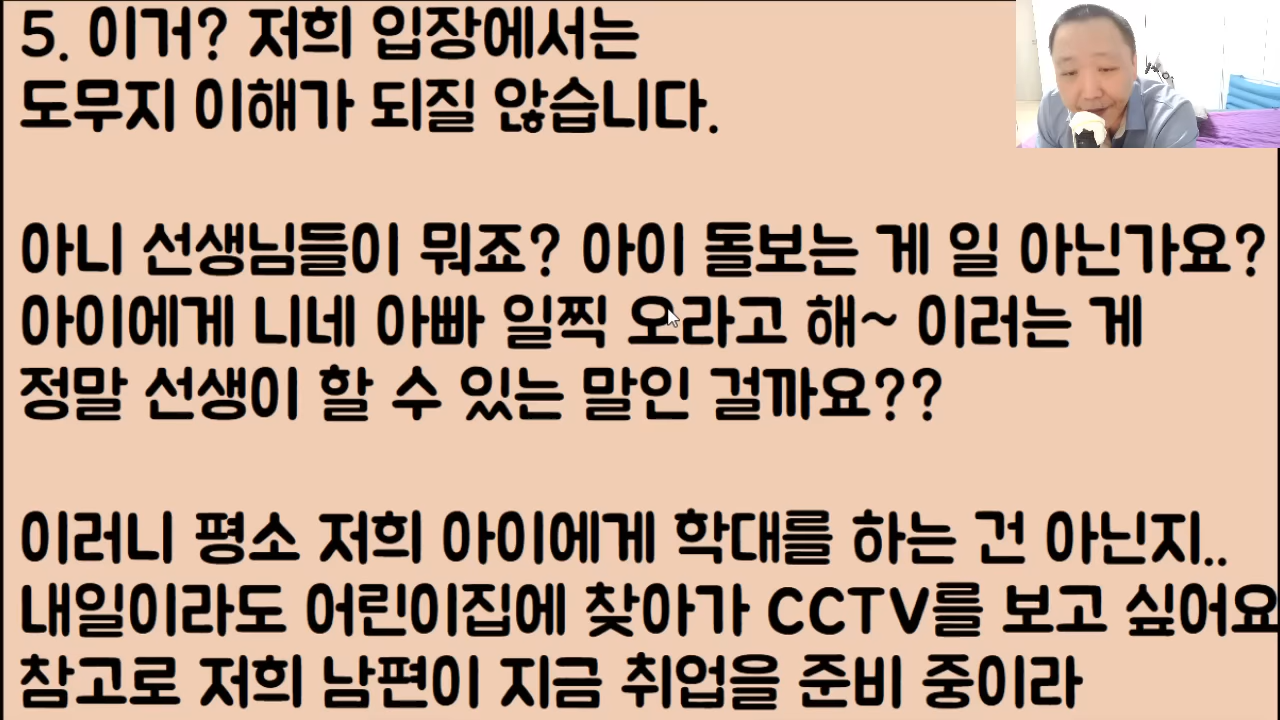 5. 이거? 저희 입장에서는
도무지 이해가 되질 않습니다.
아니 선생님들이 뭐죠? 아이 돌보는 게 일 아닌가요?
아이에게 니네 아빠 일찍 오라고 해~ 이러는 게
정말 선생이 할 수 있는 말인 걸까요??
이러니 평소 저희 아이에게 학대를 하는 건 아닌지..
내일이라도 어린이집에 찾아가 CCTV를 보고 싶어요
참고로 저희 남편이 지금 취업을 준비 중이라